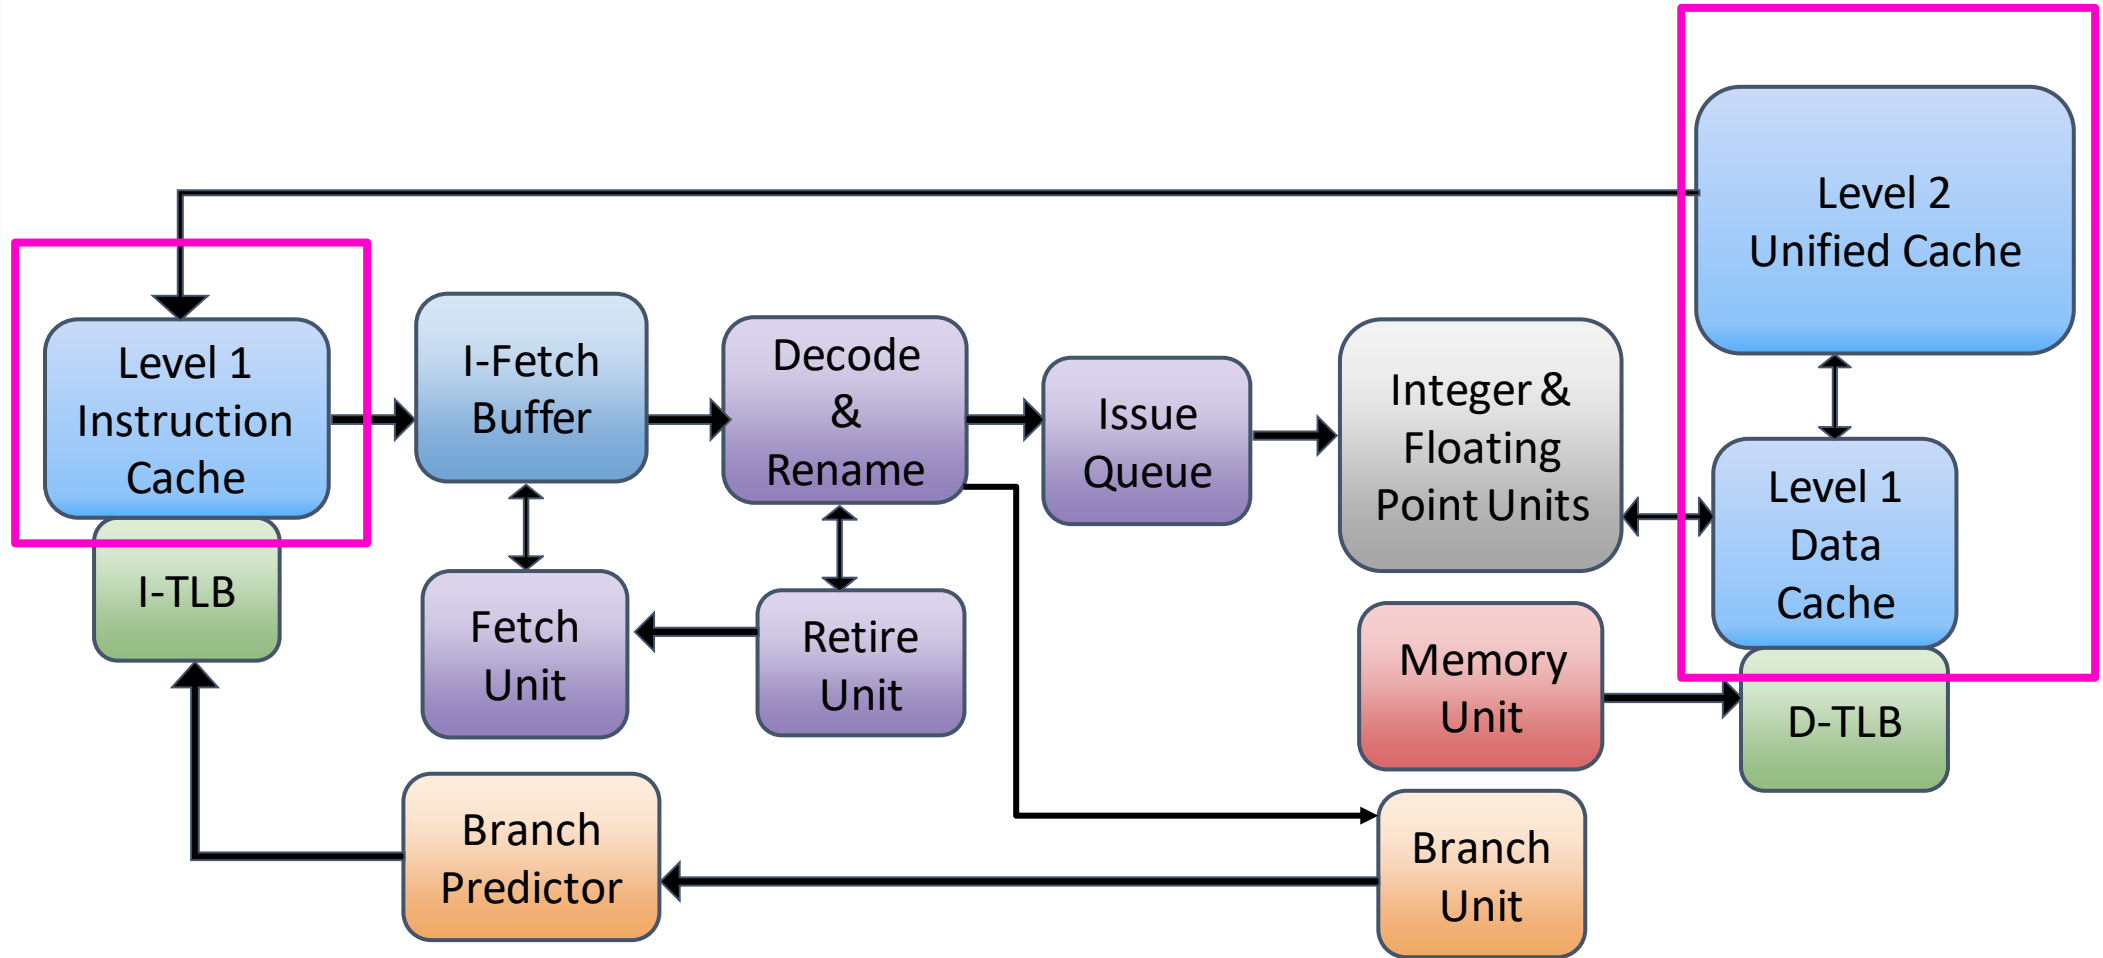 Level 2
Unified Cache
Level 1
Instruction
Cache
I-Fetch
Buffer
Decode
&
Rename
Issue
Queue
Integer &
Floating
Point Units
Level 1
Data
Cache
I-TLB
Fetch
Unit
Retire
Unit
Memory
Unit
D-TLB
Branch
Predictor
Branch
Unit